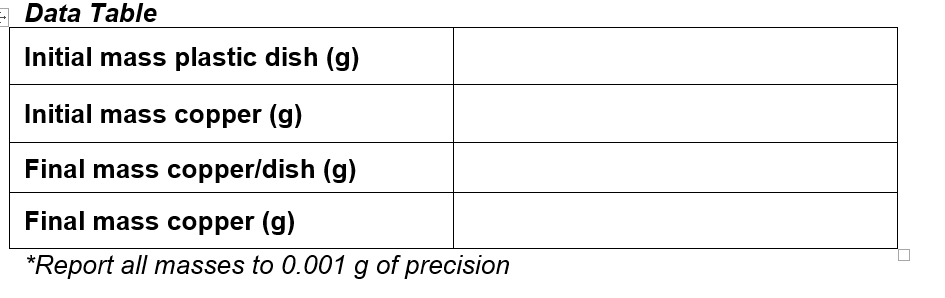 Data Table
Initial mass plastic dish (g)
Initial mass copper (g)
Final mass copper/dish (g)
Final mass copper (g)
*Report all masses to 0.001 g of precision